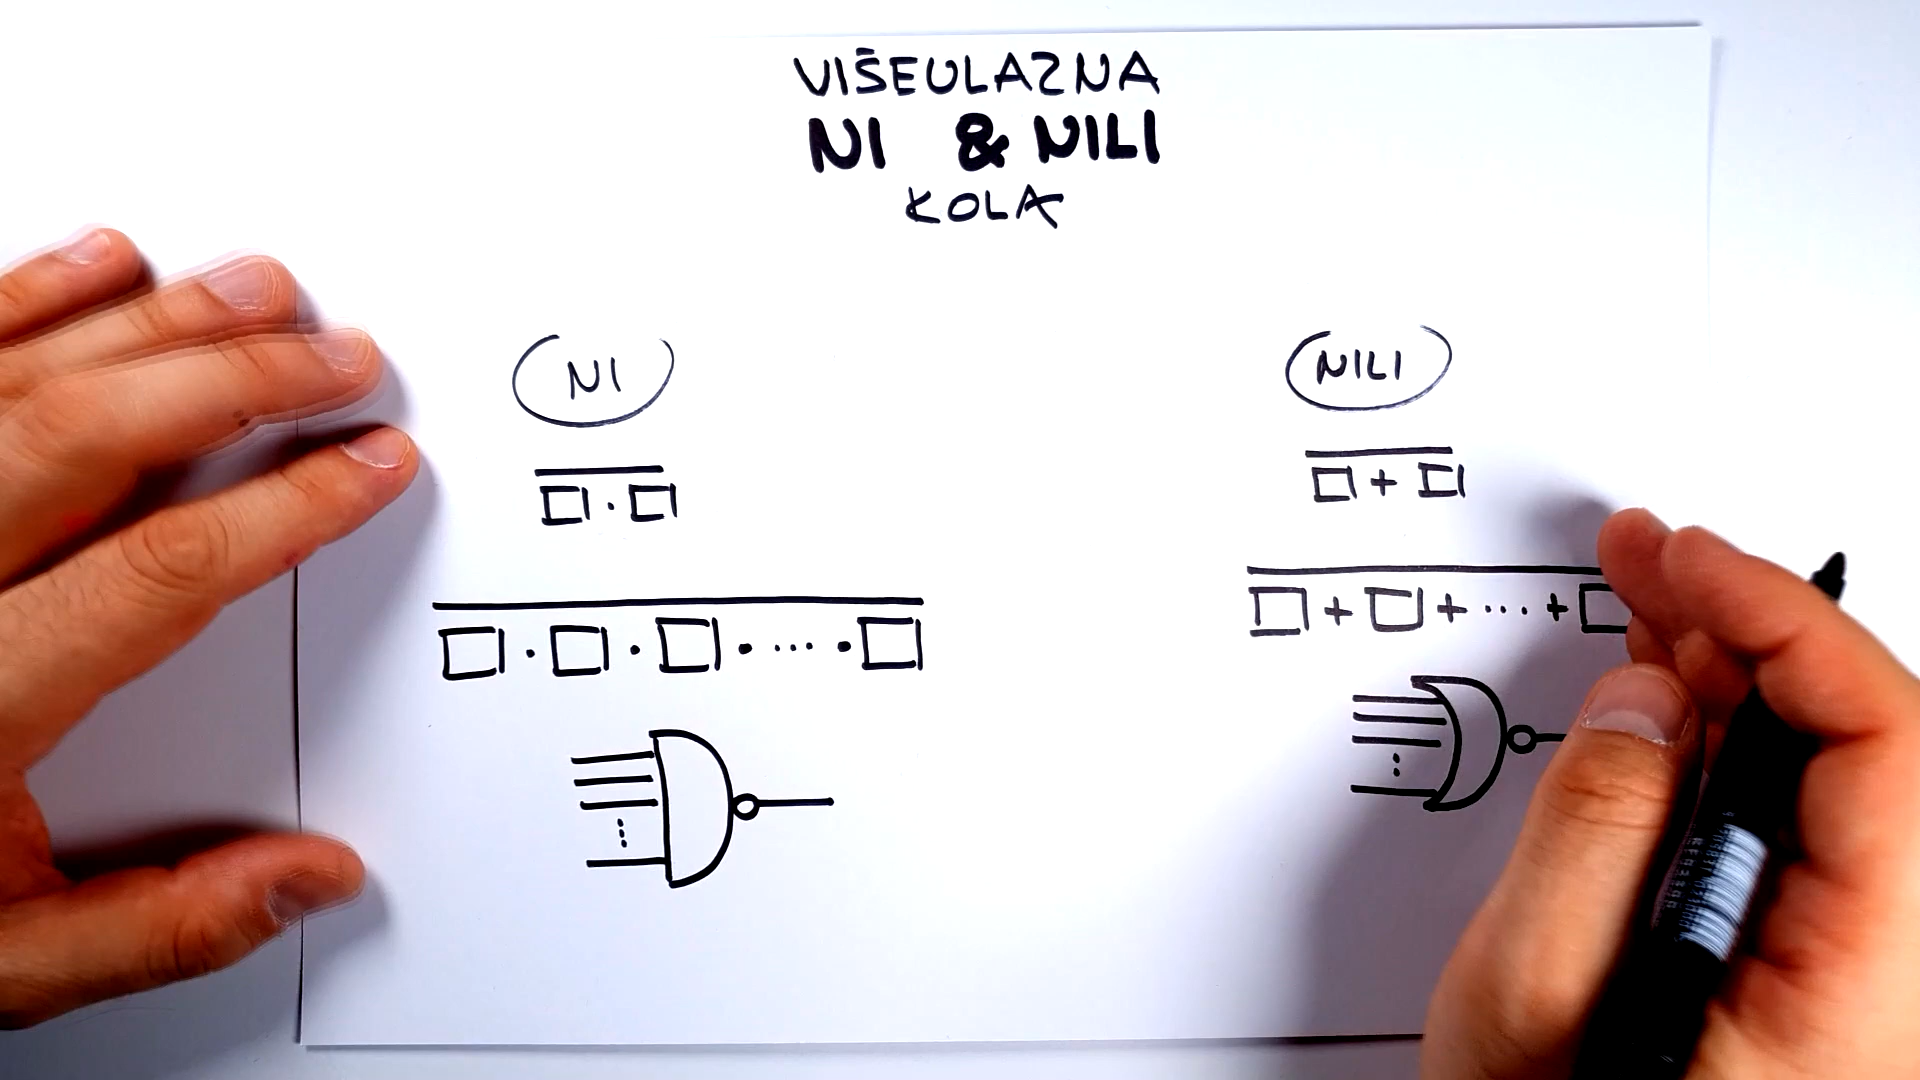 VIŠEULAZNA
NI & NILI
KOLA
NI
NILI
□ · □
□ + □
□ · □ · □ · ... · □
□ + □ + ... + □